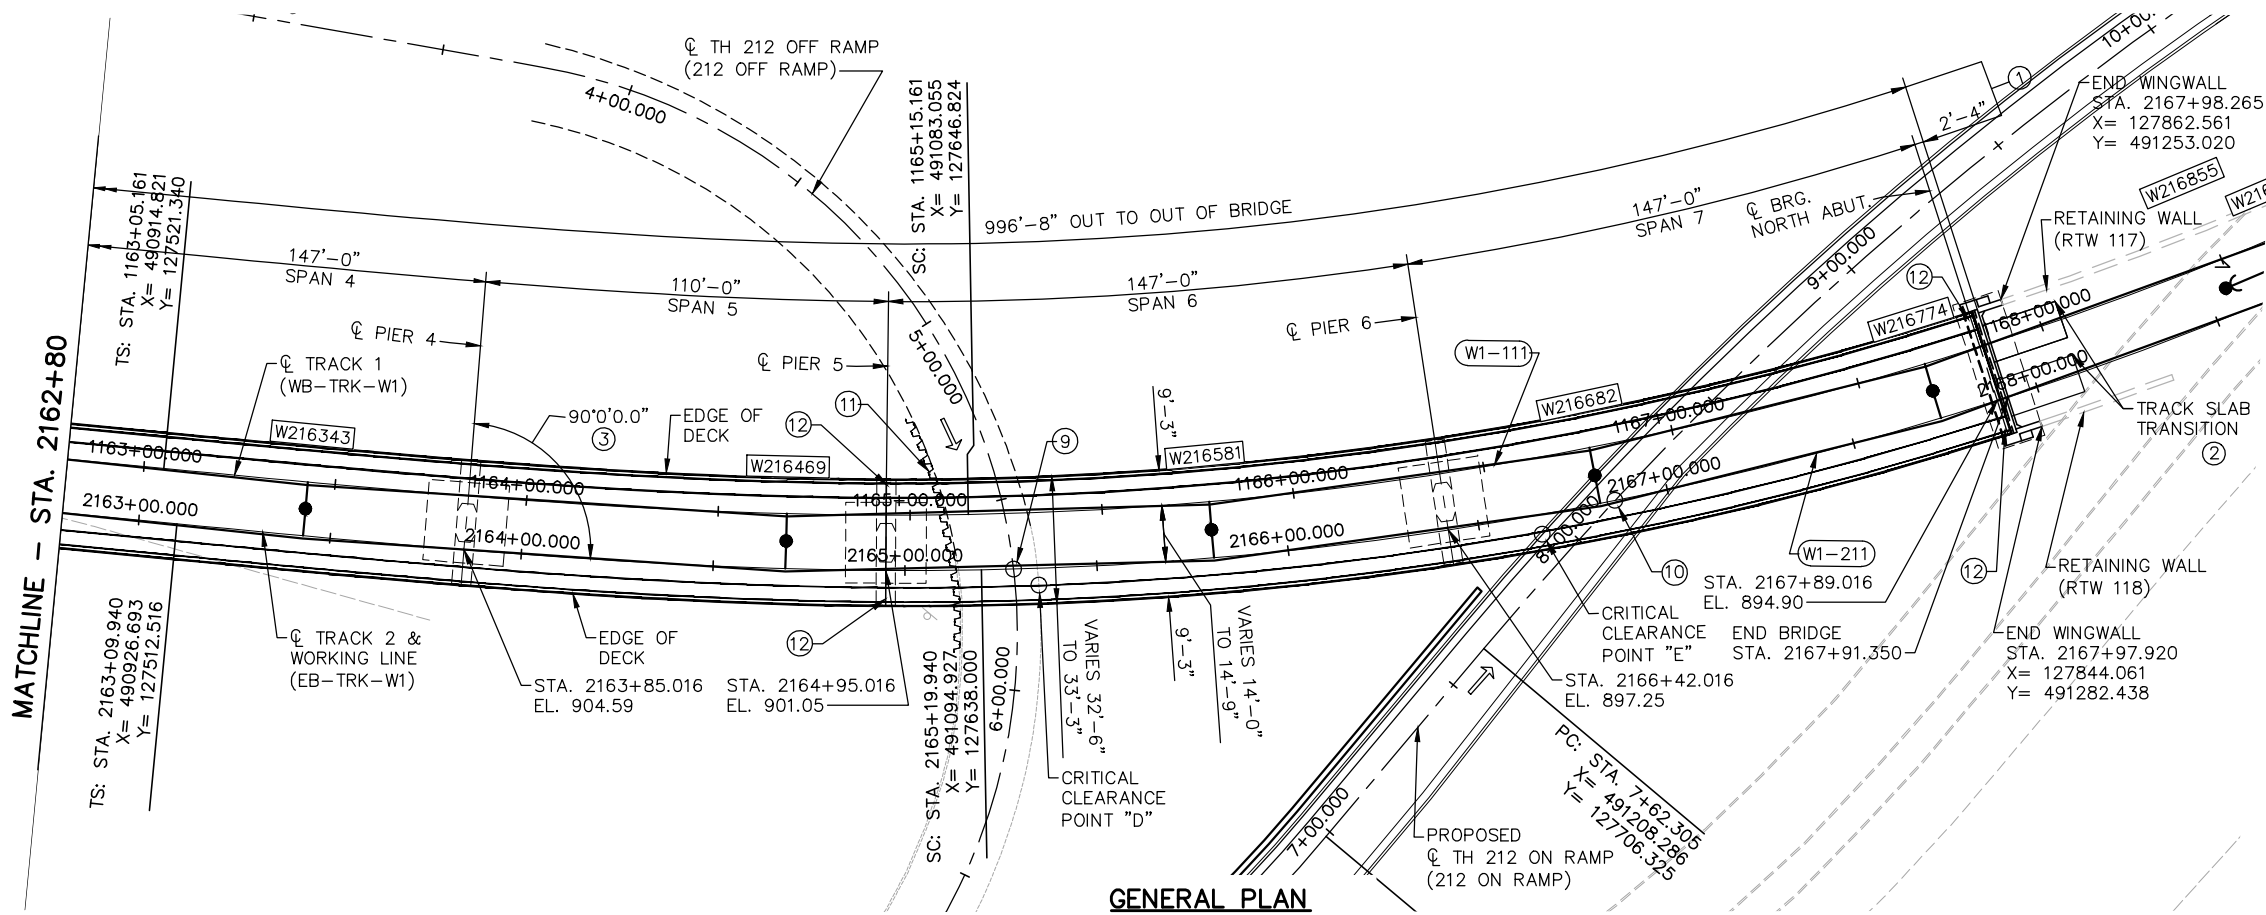 ℄ TH 212 OFF RAMP
(212 OFF RAMP)
4+00.000
SC: STA. 1165+15.161
X= 491083.055
Y= 127646.824
1
10+00.
END WINGWALL
STA. 2167+98.265
X= 127862.561
Y= 491253.020
2'-4"
TS: STA. 1163+05.161
X= 490914.821
Y= 127521.340
996'-8" OUT TO OUT OF BRIDGE
147'-0"
SPAN 4
110'-0"
SPAN 5
147'-0"
SPAN 6
147'-0"
SPAN 7
℄ BRG.
NORTH ABUT.
W216855
W216
RETAINING WALL
(RTW 117)
9+00.000
12
℄ PIER 4
℄ PIER 5
5+00.000
℄ PIER 6
W216774
168+00.000
2168+00.000
MATCHLINE – STA. 2162+80
℄ TRACK 1
(WB-TRK-W1)
90°0'0.0"
3
EDGE OF
DECK
12
11
9
9'-3"
W1-111
W216682
1167+00.000
TRACK SLAB
TRANSITION
2
W216343
1163+00.000
1164+00.000
W216469
1165+00.000
W216581
1166+00.000
2167+00.000
2163+00.000
2164+00.000
2165+00.000
2166+00.000
8+00.000
W1-211
10
12
STA. 2167+89.016
EL. 894.90
RETAINING WALL
(RTW 118)
CRITICAL
CLEARANCE
POINT "E"
END BRIDGE
STA. 2167+91.350
END WINGWALL
STA. 2167+97.920
X= 127844.061
Y= 491282.438
TS: STA. 2163+09.940
X= 490926.693
Y= 127512.516
℄ TRACK 2 &
WORKING LINE
(EB-TRK-W1)
EDGE OF
DECK
12
STA. 2163+85.016
EL. 904.59
STA. 2164+95.016
EL. 901.05
SC: STA. 2165+19.940
X= 491094.927
Y= 127638.000
6+00.000
VARIES 32'-6"
TO 33'-3"
9'-3"
VARIES 14'-0"
TO 14'-9"
STA. 2166+42.016
EL. 897.25
CRITICAL
CLEARANCE
POINT "D"
PC: STA. 7+62.305
X= 491208.286
Y= 127706.325
7+00.000
PROPOSED
℄ TH 212 ON RAMP
(212 ON RAMP)
GENERAL PLAN